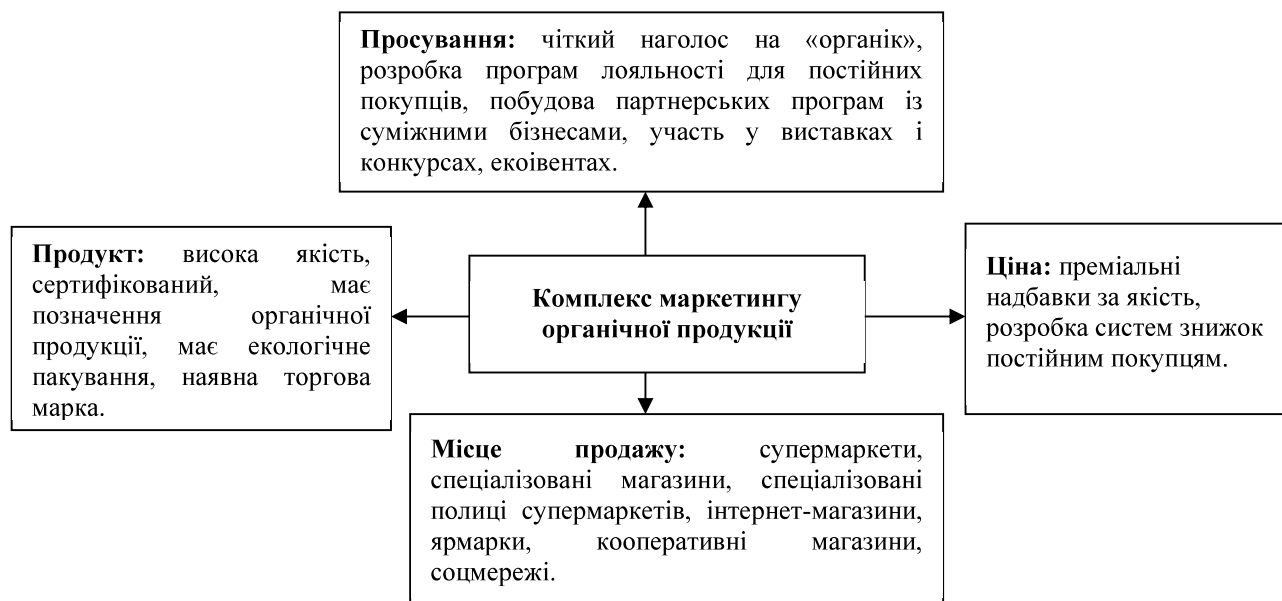 Просування: чіткий наголос на «органік»,
розробка програм лояльності для постійних
покупців, побудова партнерських програм із
суміжними бізнесами, участь у виставках і
конкурсах, екоівентах.
Продукт: висока якість,
сертифікований, має
позначення органічної
продукції, має екологічне
пакування, наявна торгова
марка.
Комплекс маркетингу
органічної продукції
Ціна: преміальні
надбавки за якість,
розробка систем знижок
постійним покупцям.
Місце продажу: супермаркети,
спеціалізовані магазини, спеціалізовані
полиці супермаркетів, інтернет-магазини,
ярмарки, кооперативні магазини,
соцмережі.